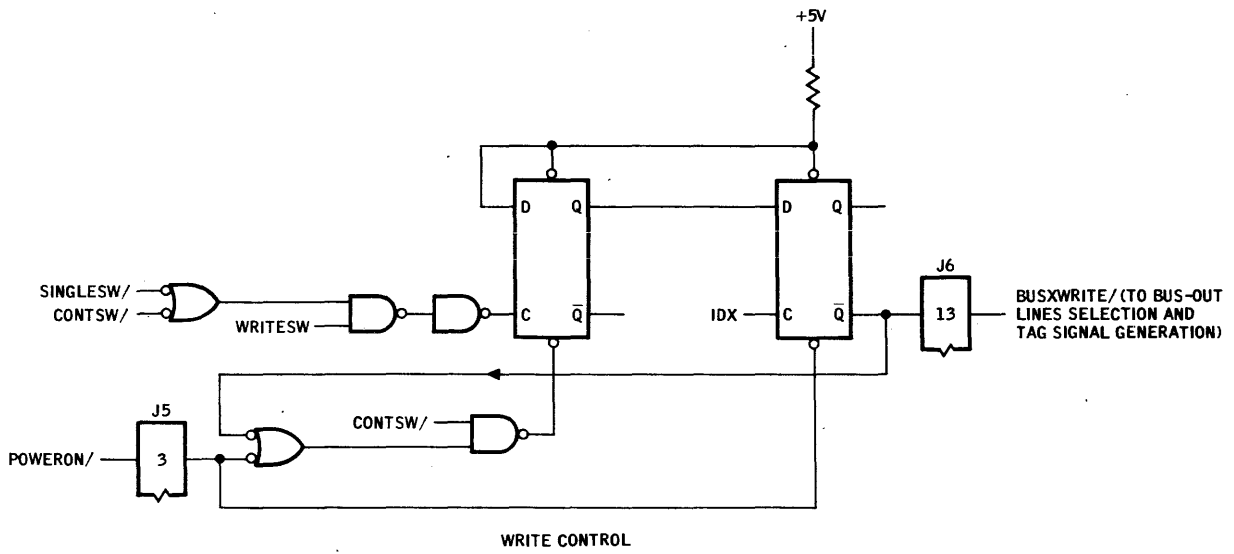 +5V
D Q
D Q
J6
SINGLESW/
CONTSW/
WRITESW
C Q
IDX
C Q
13
BUSXWRITE/(TO BUS-OUT
LINES SELECTION AND
TAG SIGNAL GENERATION)
J5
CONTSW/
POWERON/
3
WRITE CONTROL